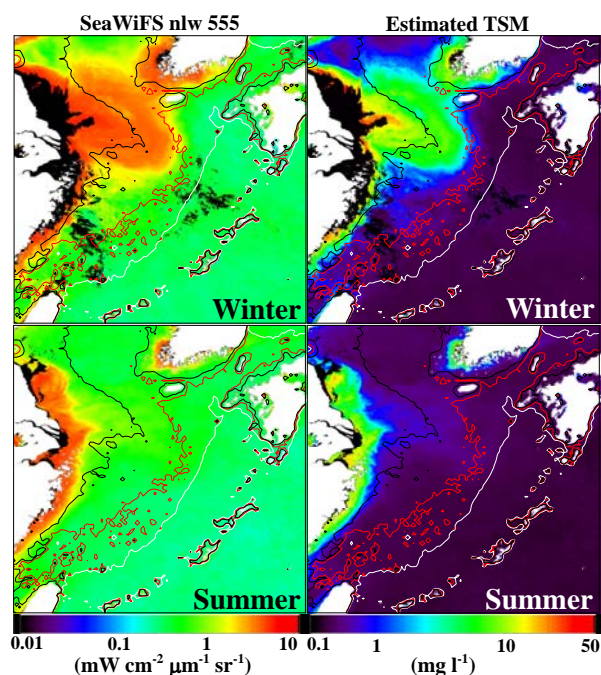 SeaWiFS nlw 555 Estimated TSM
Winter Winter
Summer Summer
0.01 0.1 1 10 0.1 1 10 50
(mW cm⁻² μm⁻¹ sr⁻¹) (mg l⁻¹)